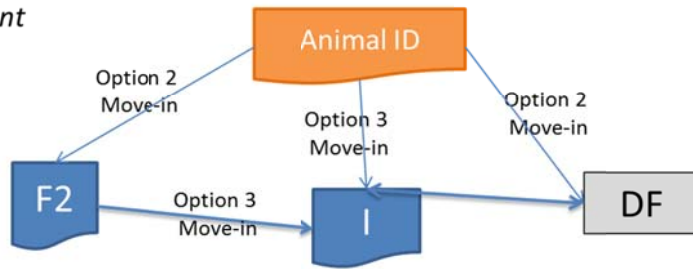 nt
Animal ID
Option 2
Move-in
Option 3
Move-in
Option 2
Move-in
F2
Option 3
Move-in
I
DF